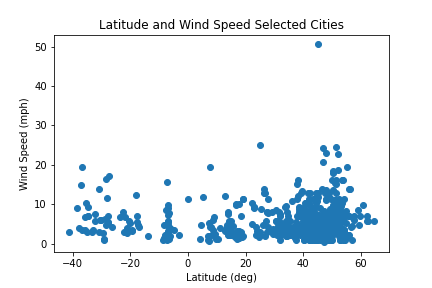 Latitude and Wind Speed Selected Cities
50
40
30
20
10
0
Wind Speed (mph)
−40 −20 0 20 40 60
Latitude (deg)